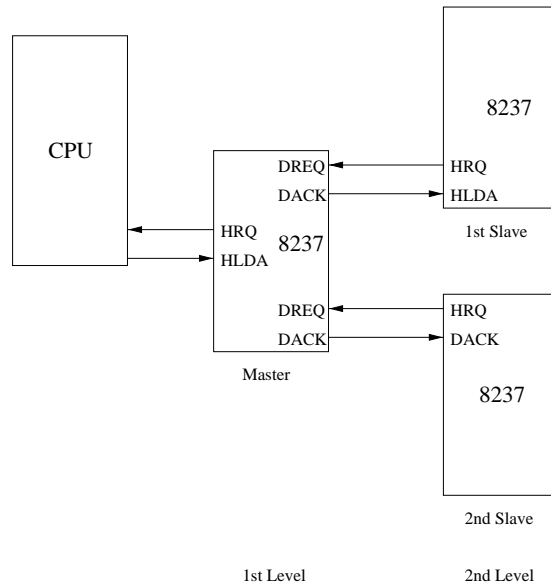 8237
CPU
DREQ
HRQ
DACK
HLDA
HRQ
1st Slave
8237
HLDA
DREQ
HRQ
DACK
DACK
Master
8237
2nd Slave
1st Level
2nd Level